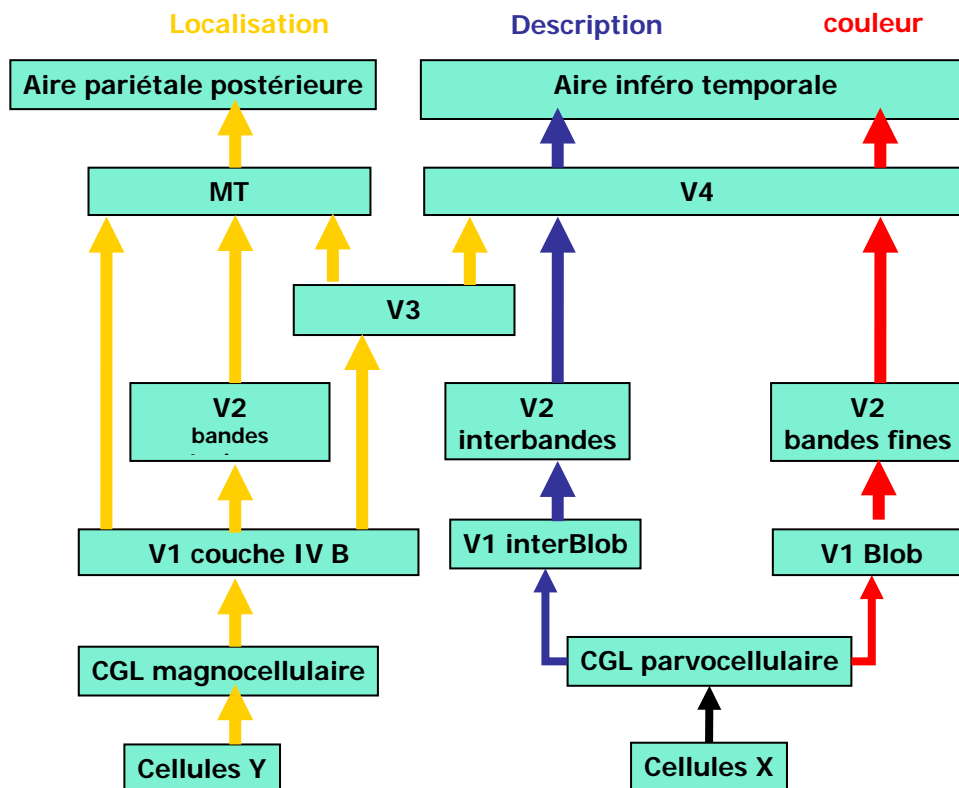 Localisation
Description
couleur
Aire pariétale postérieure
Aire inféro temporale
MT
V4
V3
V2
bandes
V2
interbandes
V2
bandes fines
V1 couche IV B
V1 interBlob
V1 Blob
CGL magnocellulaire
CGL parvocellulaire
Cellules Y
Cellules X